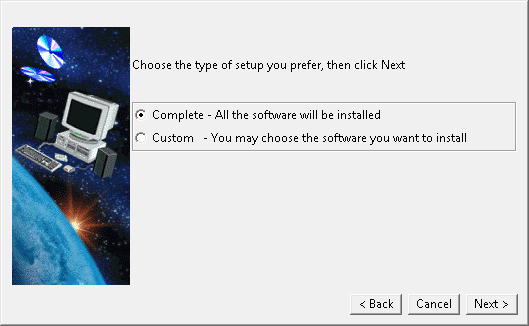 Choose the type of setup you prefer, then click Next
Complete - All the software will be installed
Custom - You may choose the software you want to install
< Back Cancel Next >